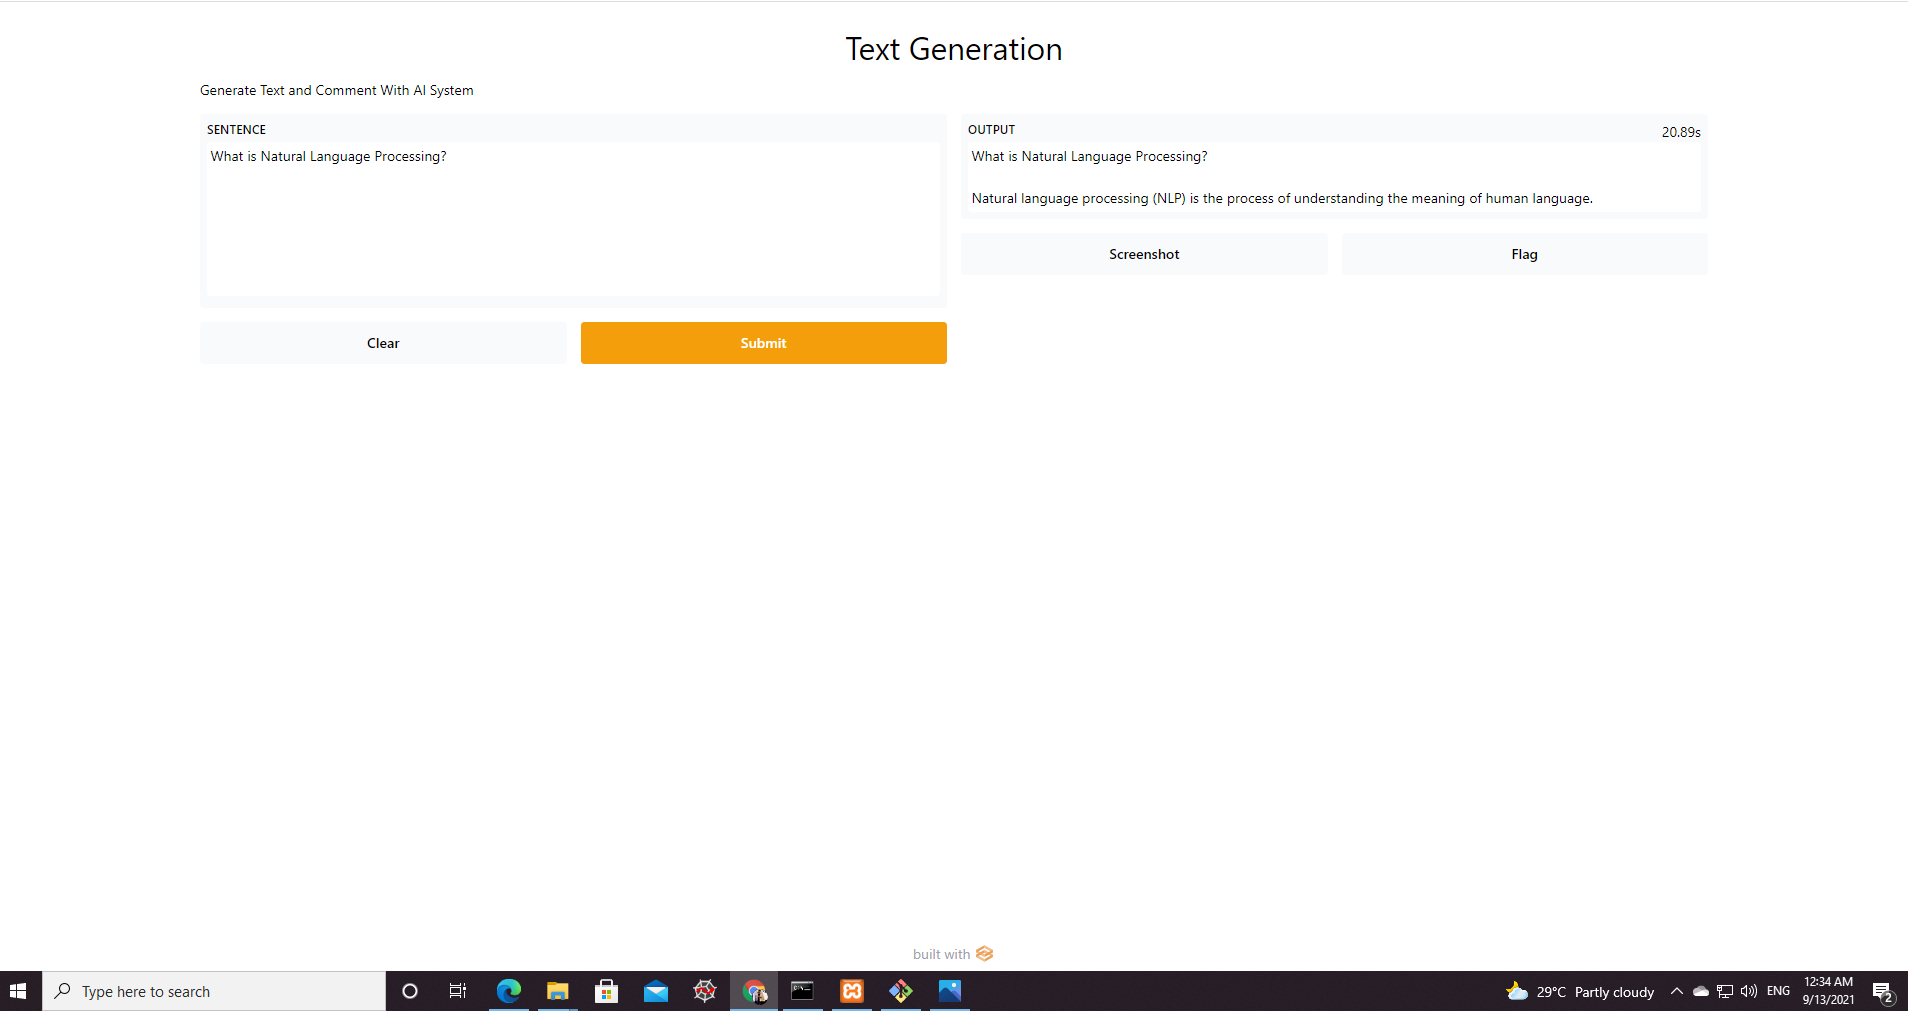 Text Generation
Generate Text and Comment With AI System
SENTENCE
What is Natural Language Processing?
Clear
Submit
OUTPUT
20.89s
What is Natural Language Processing?
Natural language processing (NLP) is the process of understanding the meaning of human language.
Screenshot
Flag
built with
Type here to search
29°C Partly cloudy
ENG
12:34 AM
9/13/2021
2